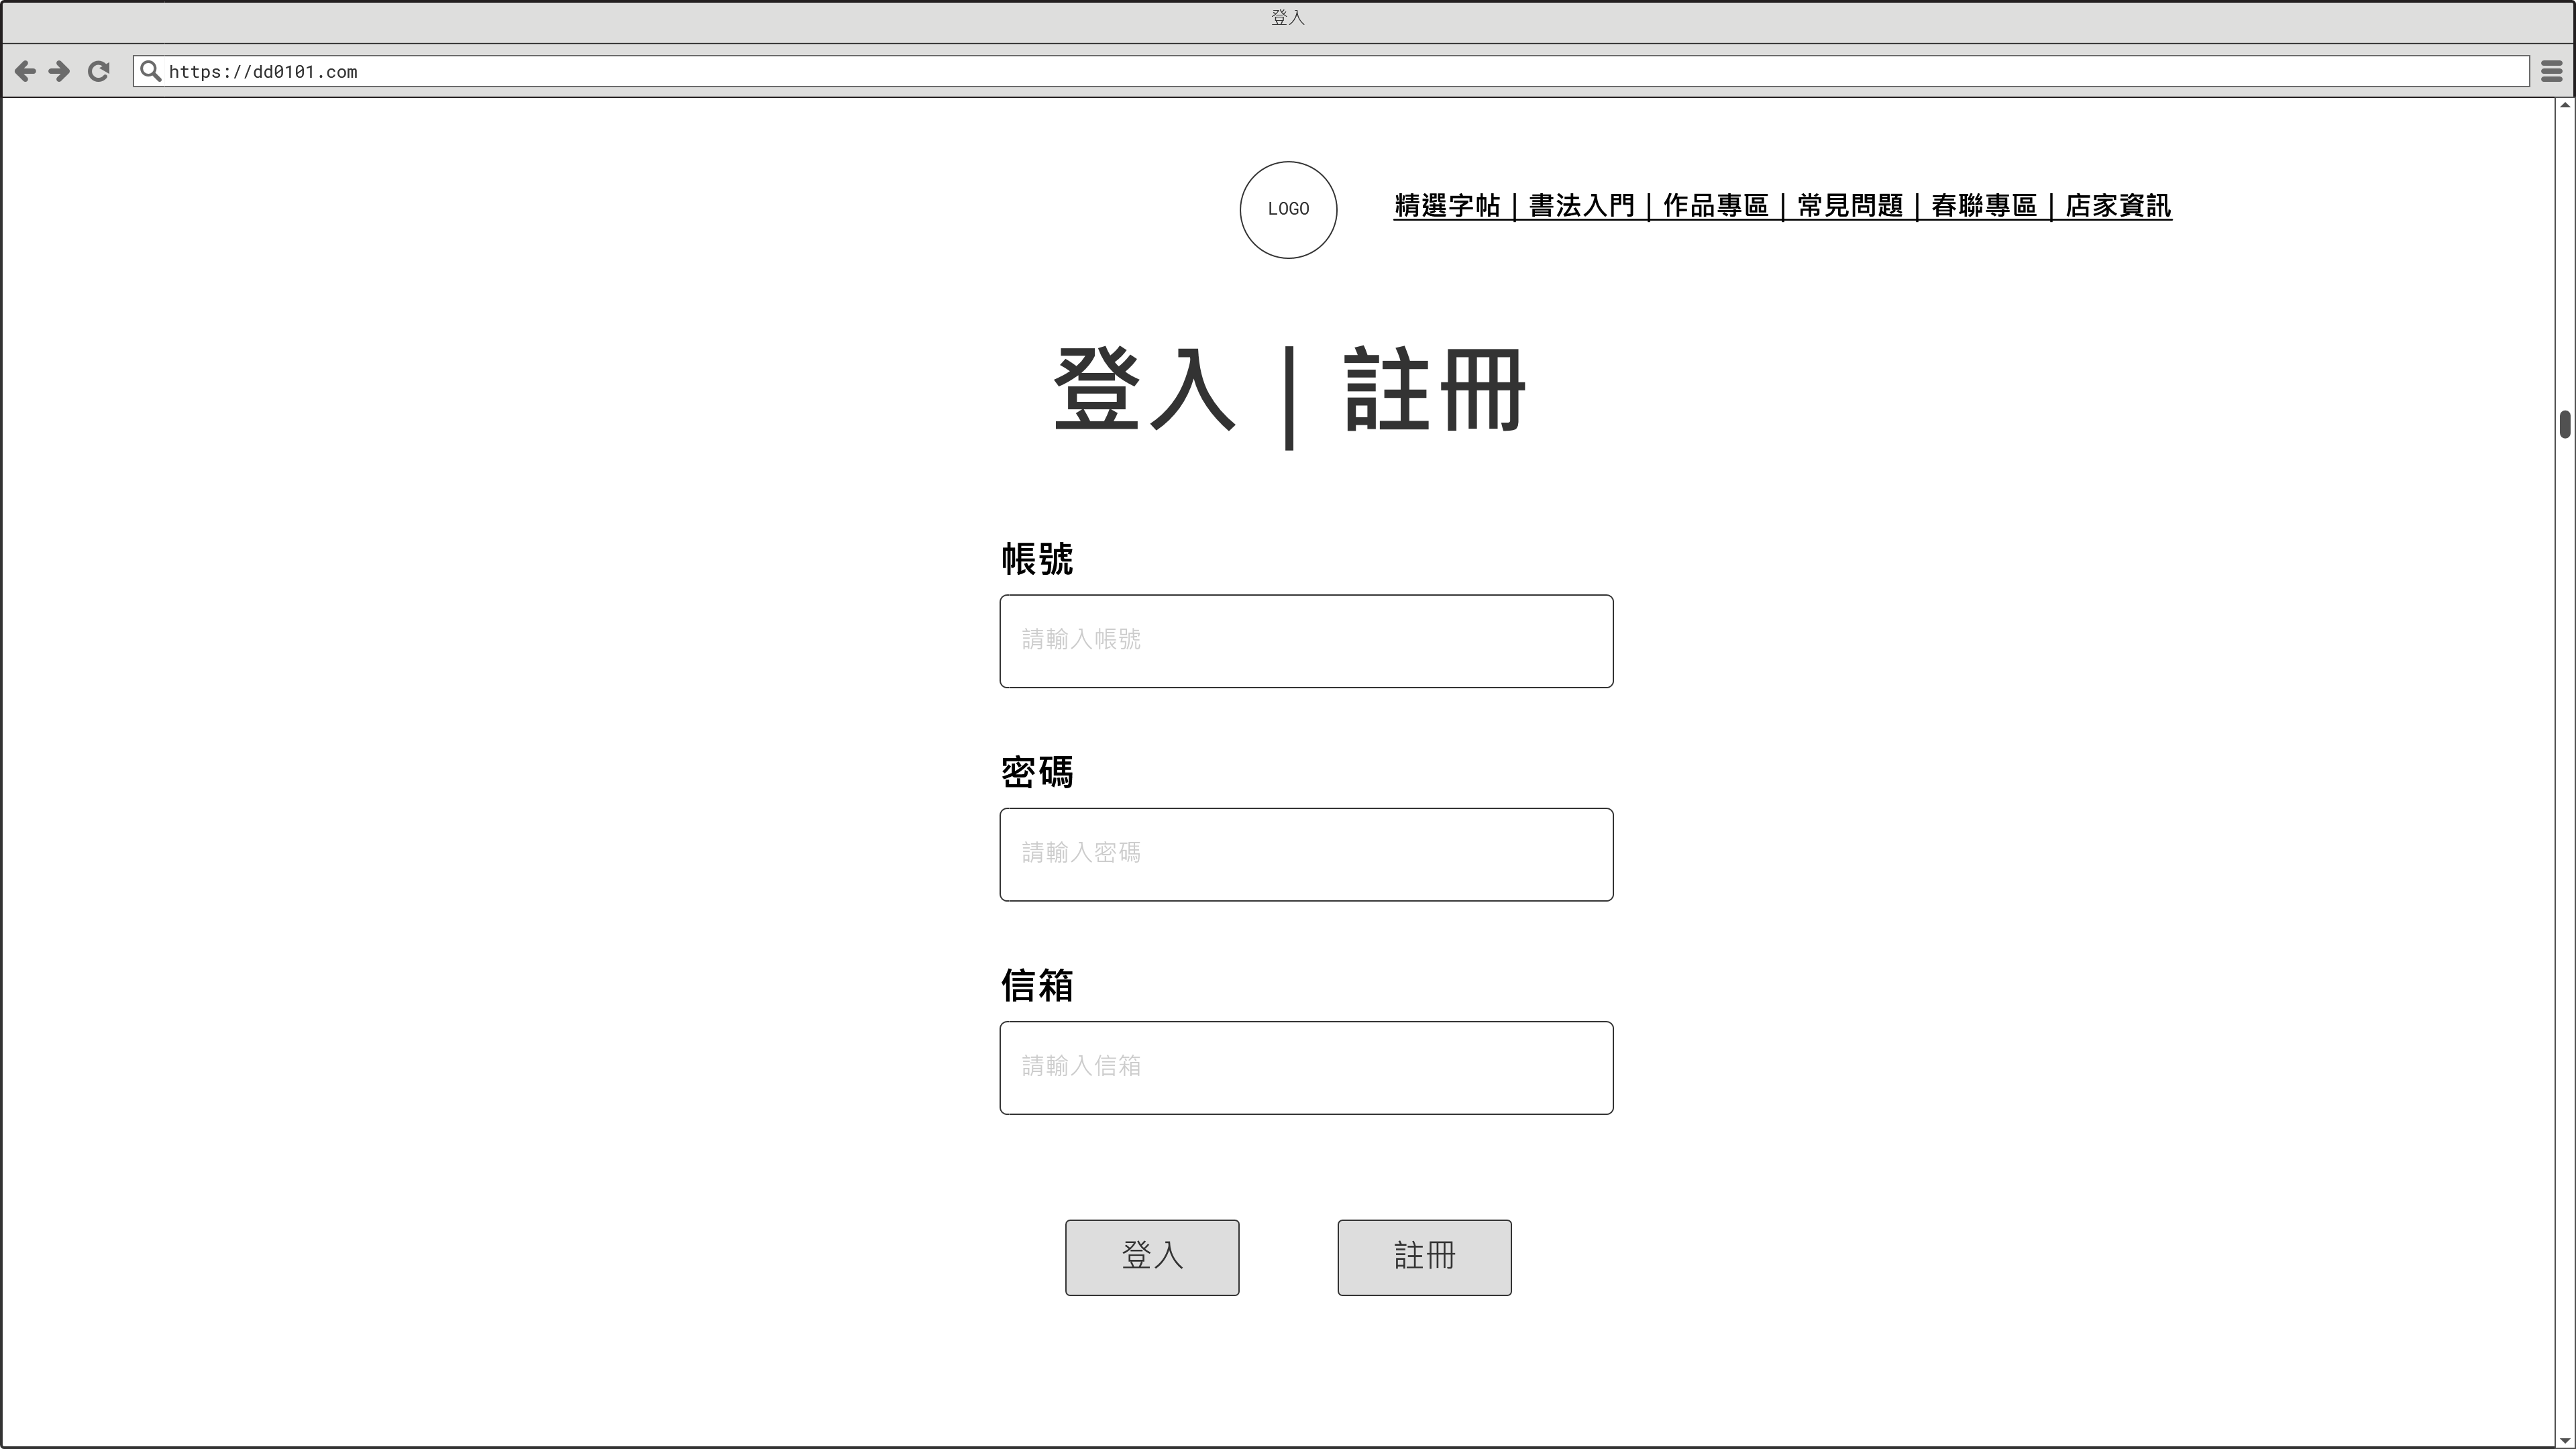 登入
https://dd0101.com
LOGO
精選字帖 | 書法入門 | 作品專區 | 常見問題 | 春聯專區 | 店家資訊
登入 | 註冊
帳號
請輸入帳號
密碼
請輸入密碼
信箱
請輸入信箱
登入
註冊